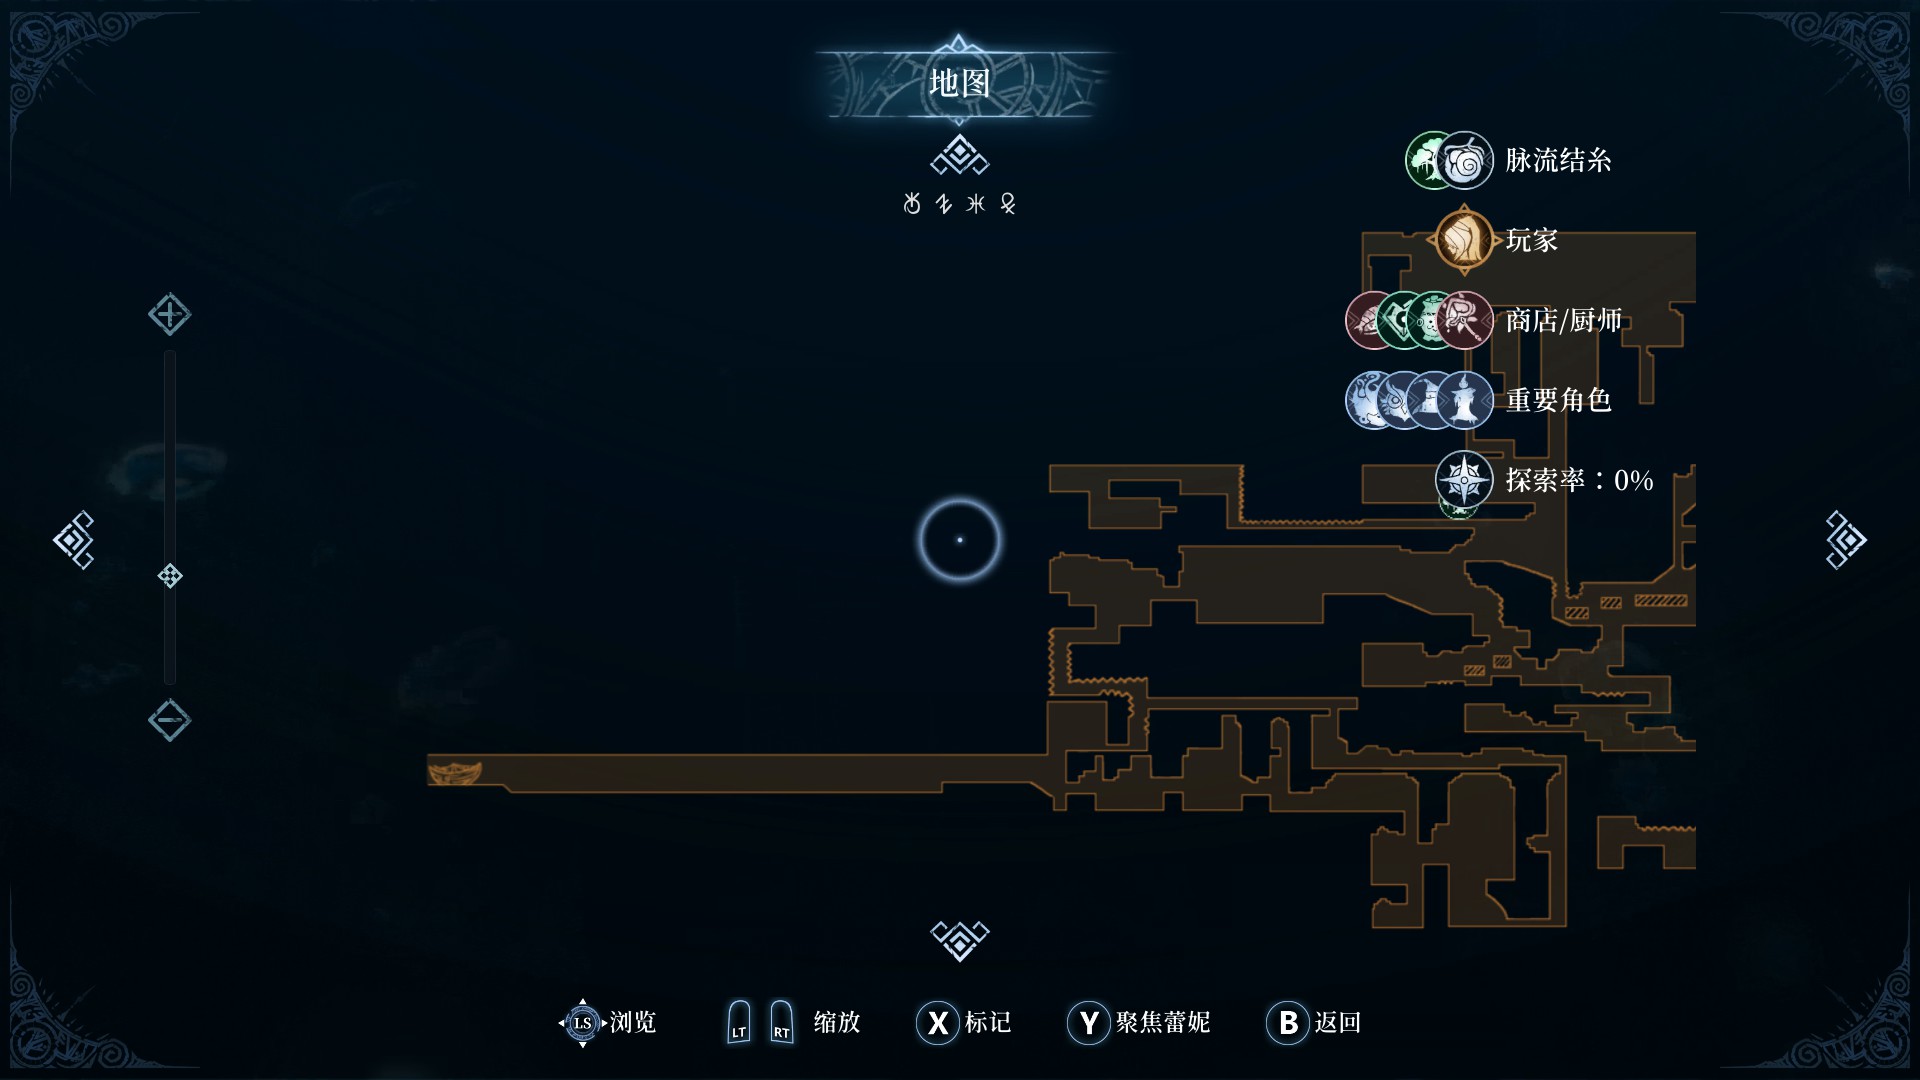 地图
脉流结糸
玩家
商店/厨师
重要角色
探索率：0%
LS 浏览
LT RT 缩放
X 标记
Y 聚焦蕾妮
B 返回